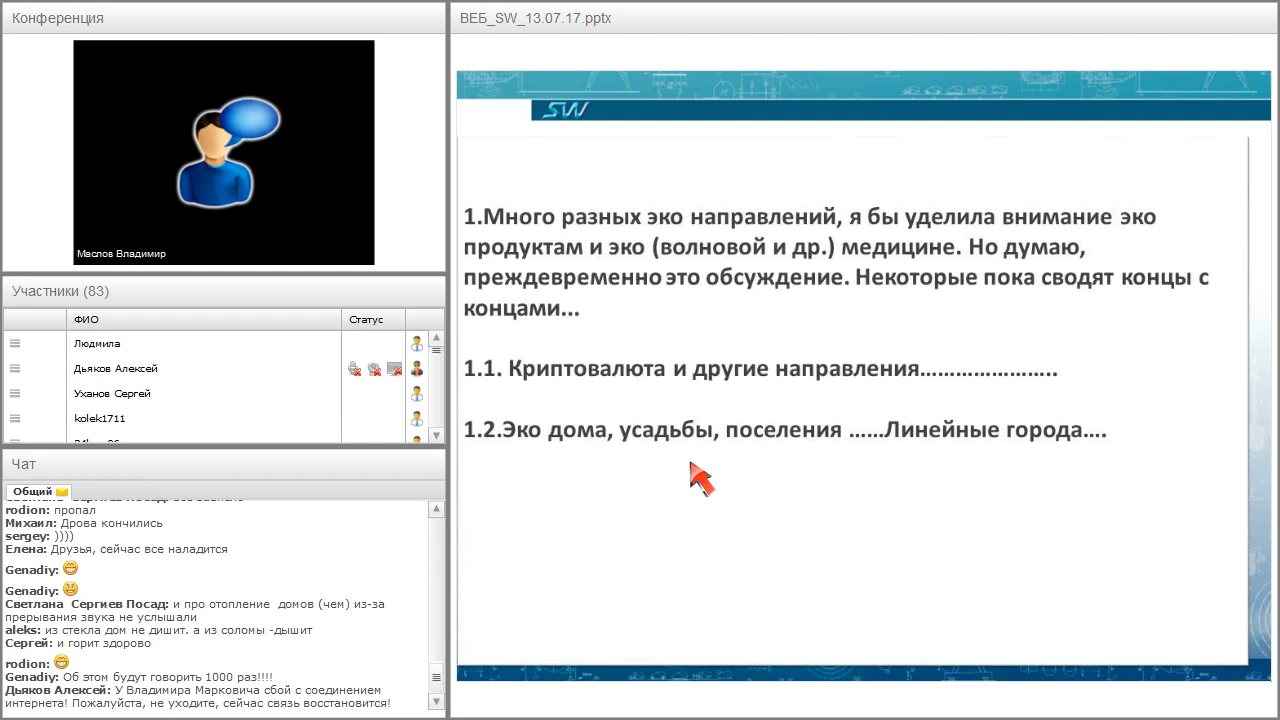 Конференция
Маслов Владимир
Участники (83)
ФИО
Статус
Людмила
Дьяков Алексей
Уханов Сергей
kolek1711
Чат
Общий
rodion: пропал
Михаил: Дрова кончились
sergey: ))))
Елена: Друзья, сейчас все наладится
Genadiy:
Genadiy:
Светлана Сергиев Посад: и про отопление домов (чем) из-за
прерывания звука не услышали
aleks: из стекла дом не дишит. а из соломы -дышит
Сергей: и горит здорово
rodion:
Genadiy: Об этом будут говорить 1000 раз!!!!
Дьяков Алексей: У Владимира Марковича сбой с соединением
интернета! Пожалуйста, не уходите, сейчас связь восстановится!
ВЕБ_SW_13.07.17.pptx
SW
1.Много разных эко направлений, я бы уделила внимание эко
продуктам и эко (волновой и др.) медицине. Но думаю,
преждевременно это обсуждение. Некоторые пока сводят концы с
концами...
1.1. Криптовалюта и другие направления…………………..
1.2.Эко дома, усадьбы, поселения ……Линейные города….